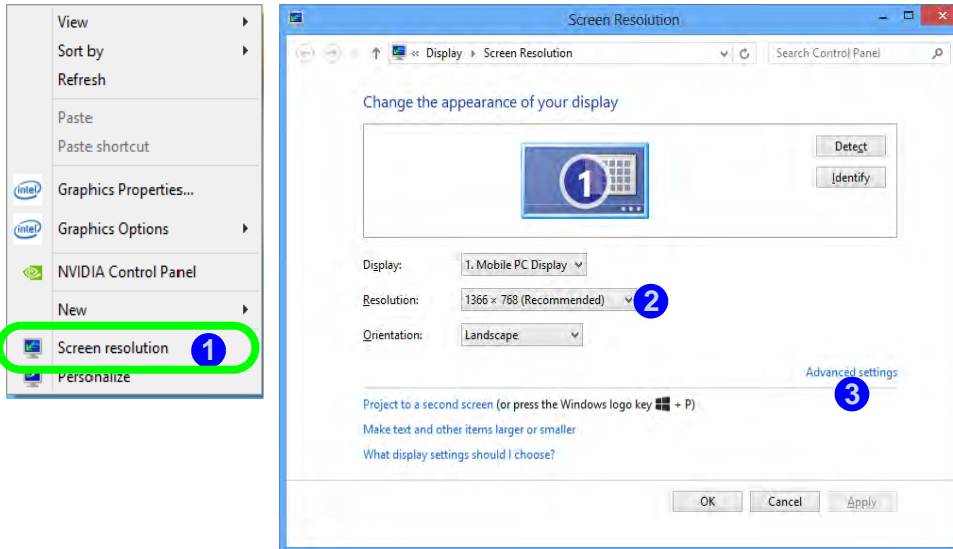 View
Sort by
Refresh
Paste
Paste shortcut
intel
Graphics Properties...
intel
Graphics Options
NVIDIA Control Panel
New
Screen resolution 1
Personalize
Screen Resolution
« Display Screen Resolution
Search Control Panel
Change the appearance of your display
1
Detect
Identify
Display: 1. Mobile PC Display
Resolution: 1366 × 768 (Recommended) 2
Orientation: Landscape
Advanced settings
3
Project to a second screen (or press the Windows logo key + P)
Make text and other items larger or smaller
What display settings should I choose?
OK Cancel Apply